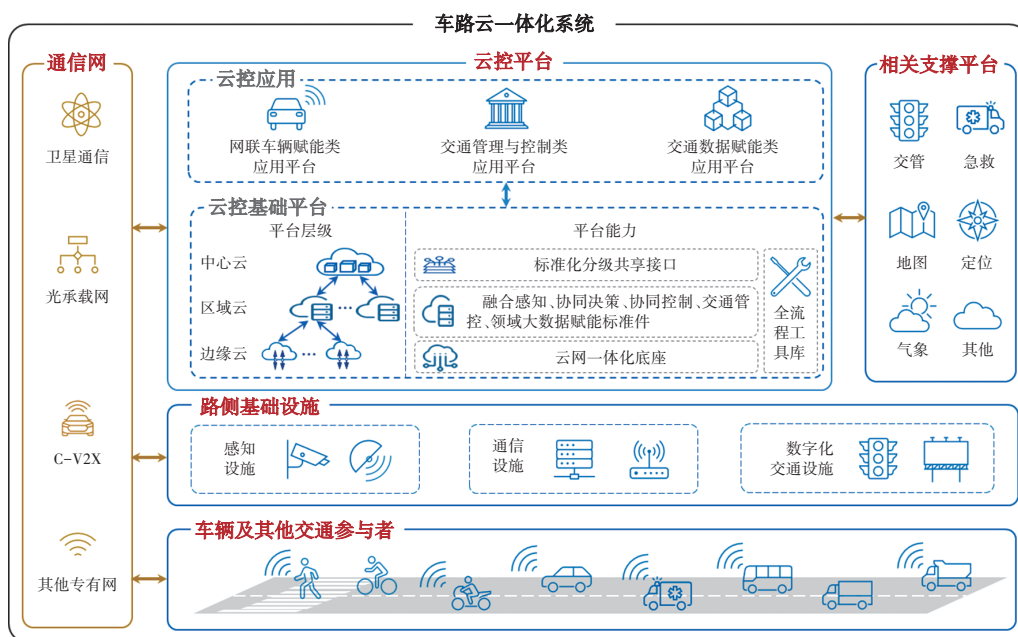 车路云一体化系统
通信网
卫星通信
光承载网
C-V2X
其他专有网
云控平台
云控应用
网联车辆赋能类
应用平台
交通管理与控制类
应用平台
交通数据赋能类
应用平台
云控基础平台
平台层级
中心云
区域云
边缘云
平台能力
标准化分级共享接口
融合感知、协同决策、协同控制、交通管
控、领域大数据赋能标准件
云网一体化底座
全流
程工
具库
相关支撑平台
交管
急救
地图
定位
气象
其他
路侧基础设施
感知
设施
通信
设施
数字化
交通设施
车辆及其他交通参与者